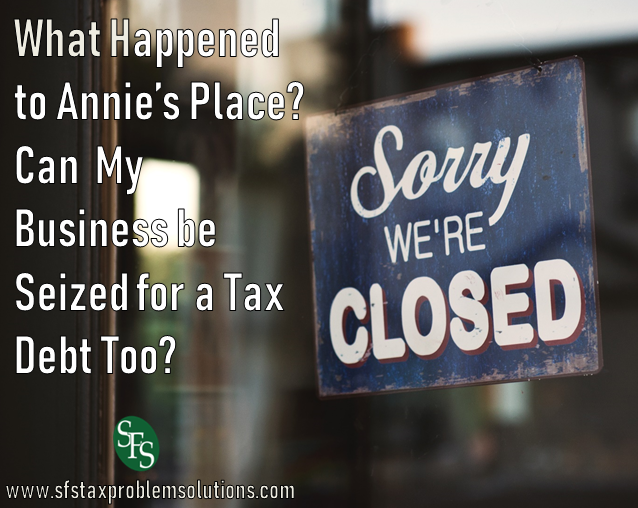 What Happened
to Annie's Place?
Can My
Business be
Seized for a Tax
Debt Too?
Sorry
WE'RE
CLOSED
SFS
www.sfstaxproblemsolutions.com